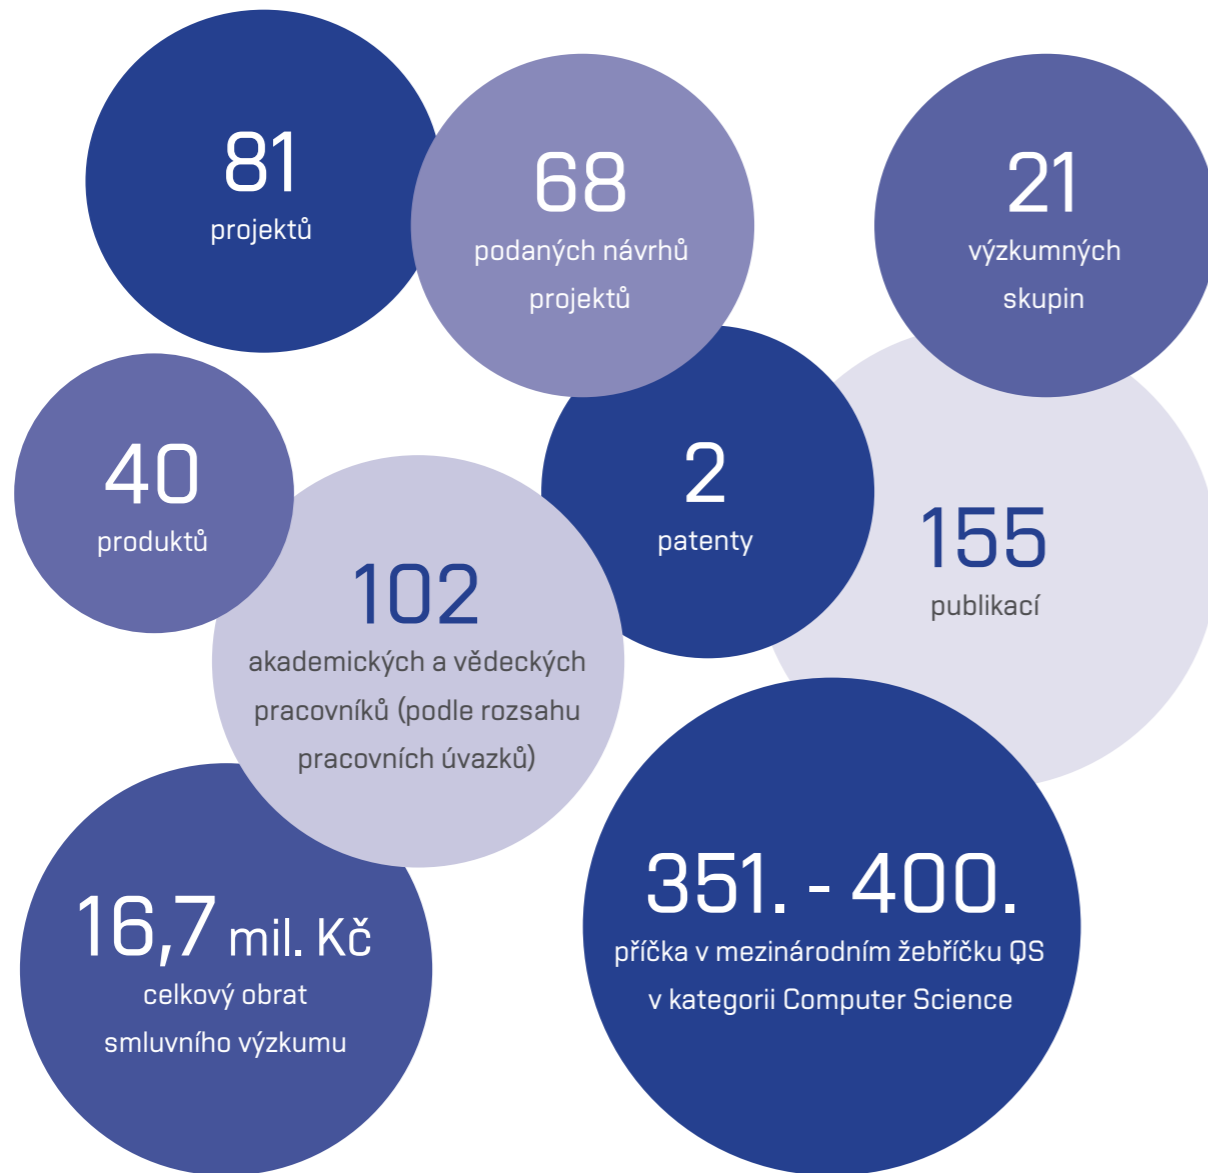 81
projektů
68
podaných návrhů
projektů
21
výzkumných
skupin
40
produktů
2
patenty
155
publikací
102
akademických a vědeckých
pracovníků (podle rozsahu
pracovních úvazků)
16,7 mil. Kč
celkový obrat
smluvního výzkumu
351. - 400.
příčka v mezinárodním žebříčku QS
v kategorii Computer Science